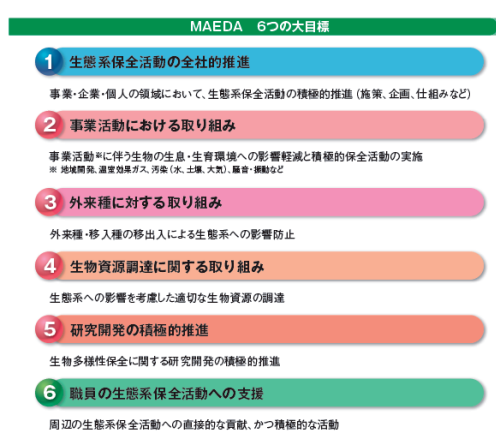 MAEDA 6つの大目標
1 生態系保全活動の全社的推進
事業・企業・個人の領域において、生態系保全活動の積極的推進（施策、企画、仕組みなど）
2 事業活動における取り組み
事業活動※に伴う生物の生息・生育環境への影響軽減と積極的保全活動の実施
※ 地域開発、温室効果ガス、汚染（水、土壌、大気）、騒音・振動など
3 外来種に対する取り組み
外来種・移入種の移出入による生態系への影響防止
4 生物資源調達に関する取り組み
生態系への影響を考慮した適切な生物資源の調達
5 研究開発の積極的推進
生物多様性保全に関する研究開発の積極的推進
6 職員の生態系保全活動への支援
周辺の生態系保全活動への直接的な貢献、かつ積極的な活動